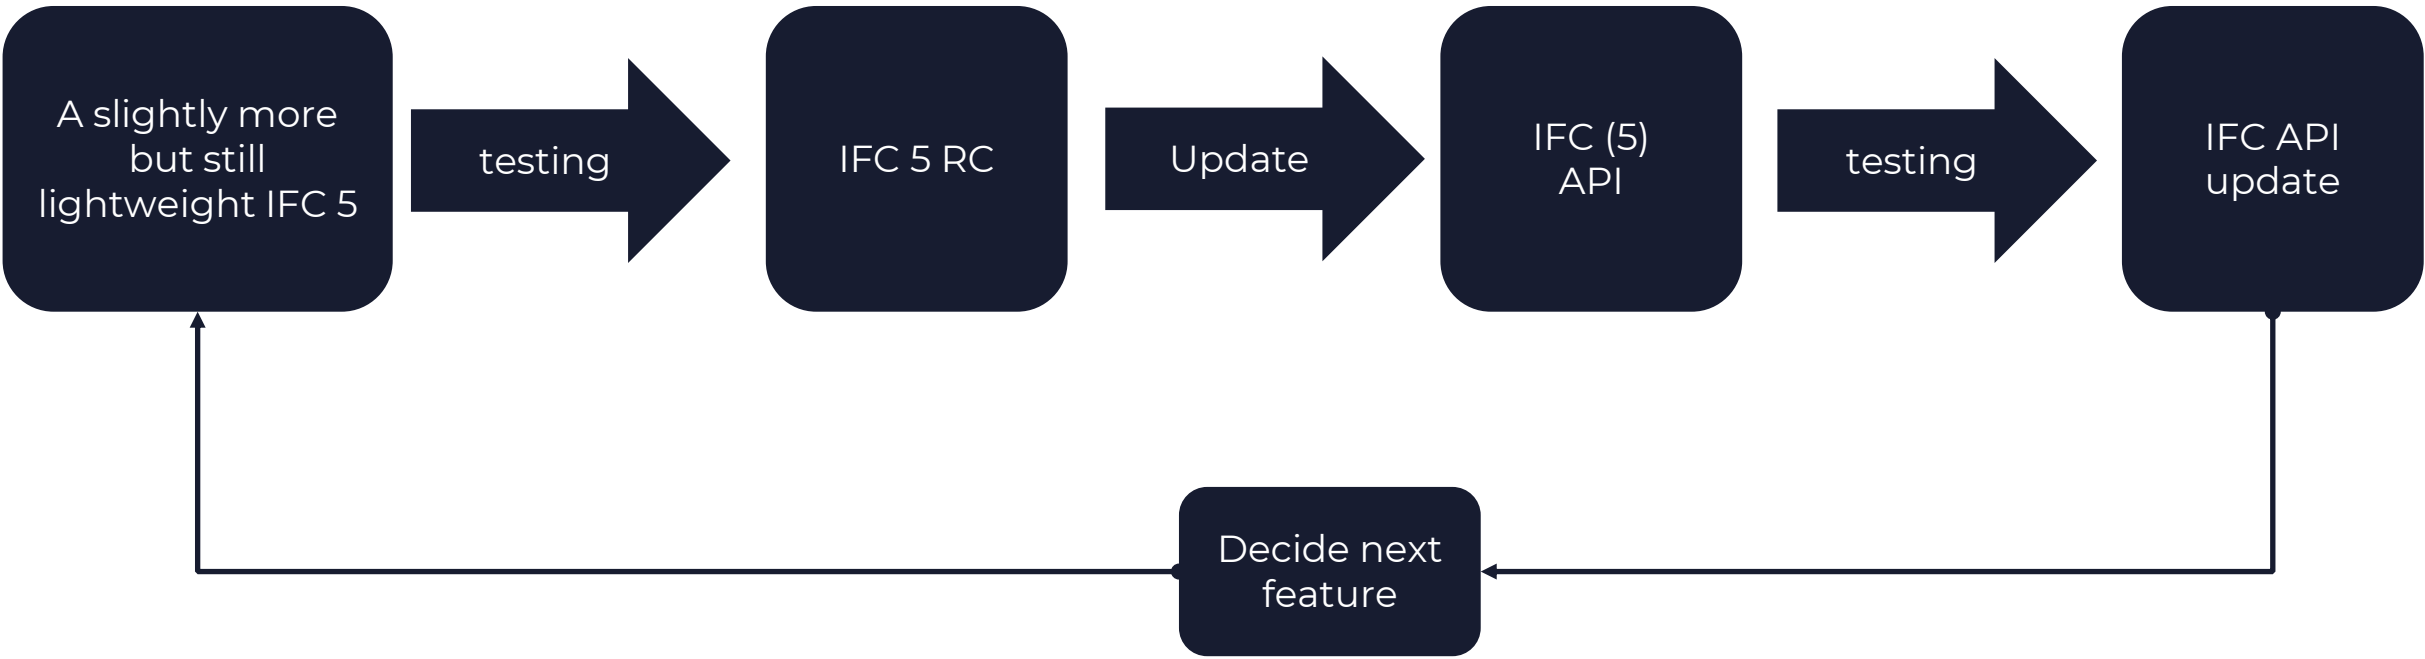 A slightly more
but still
lightweight IFC 5
testing
IFC 5 RC
Update
IFC (5)
API
testing
IFC API
update
Decide next
feature